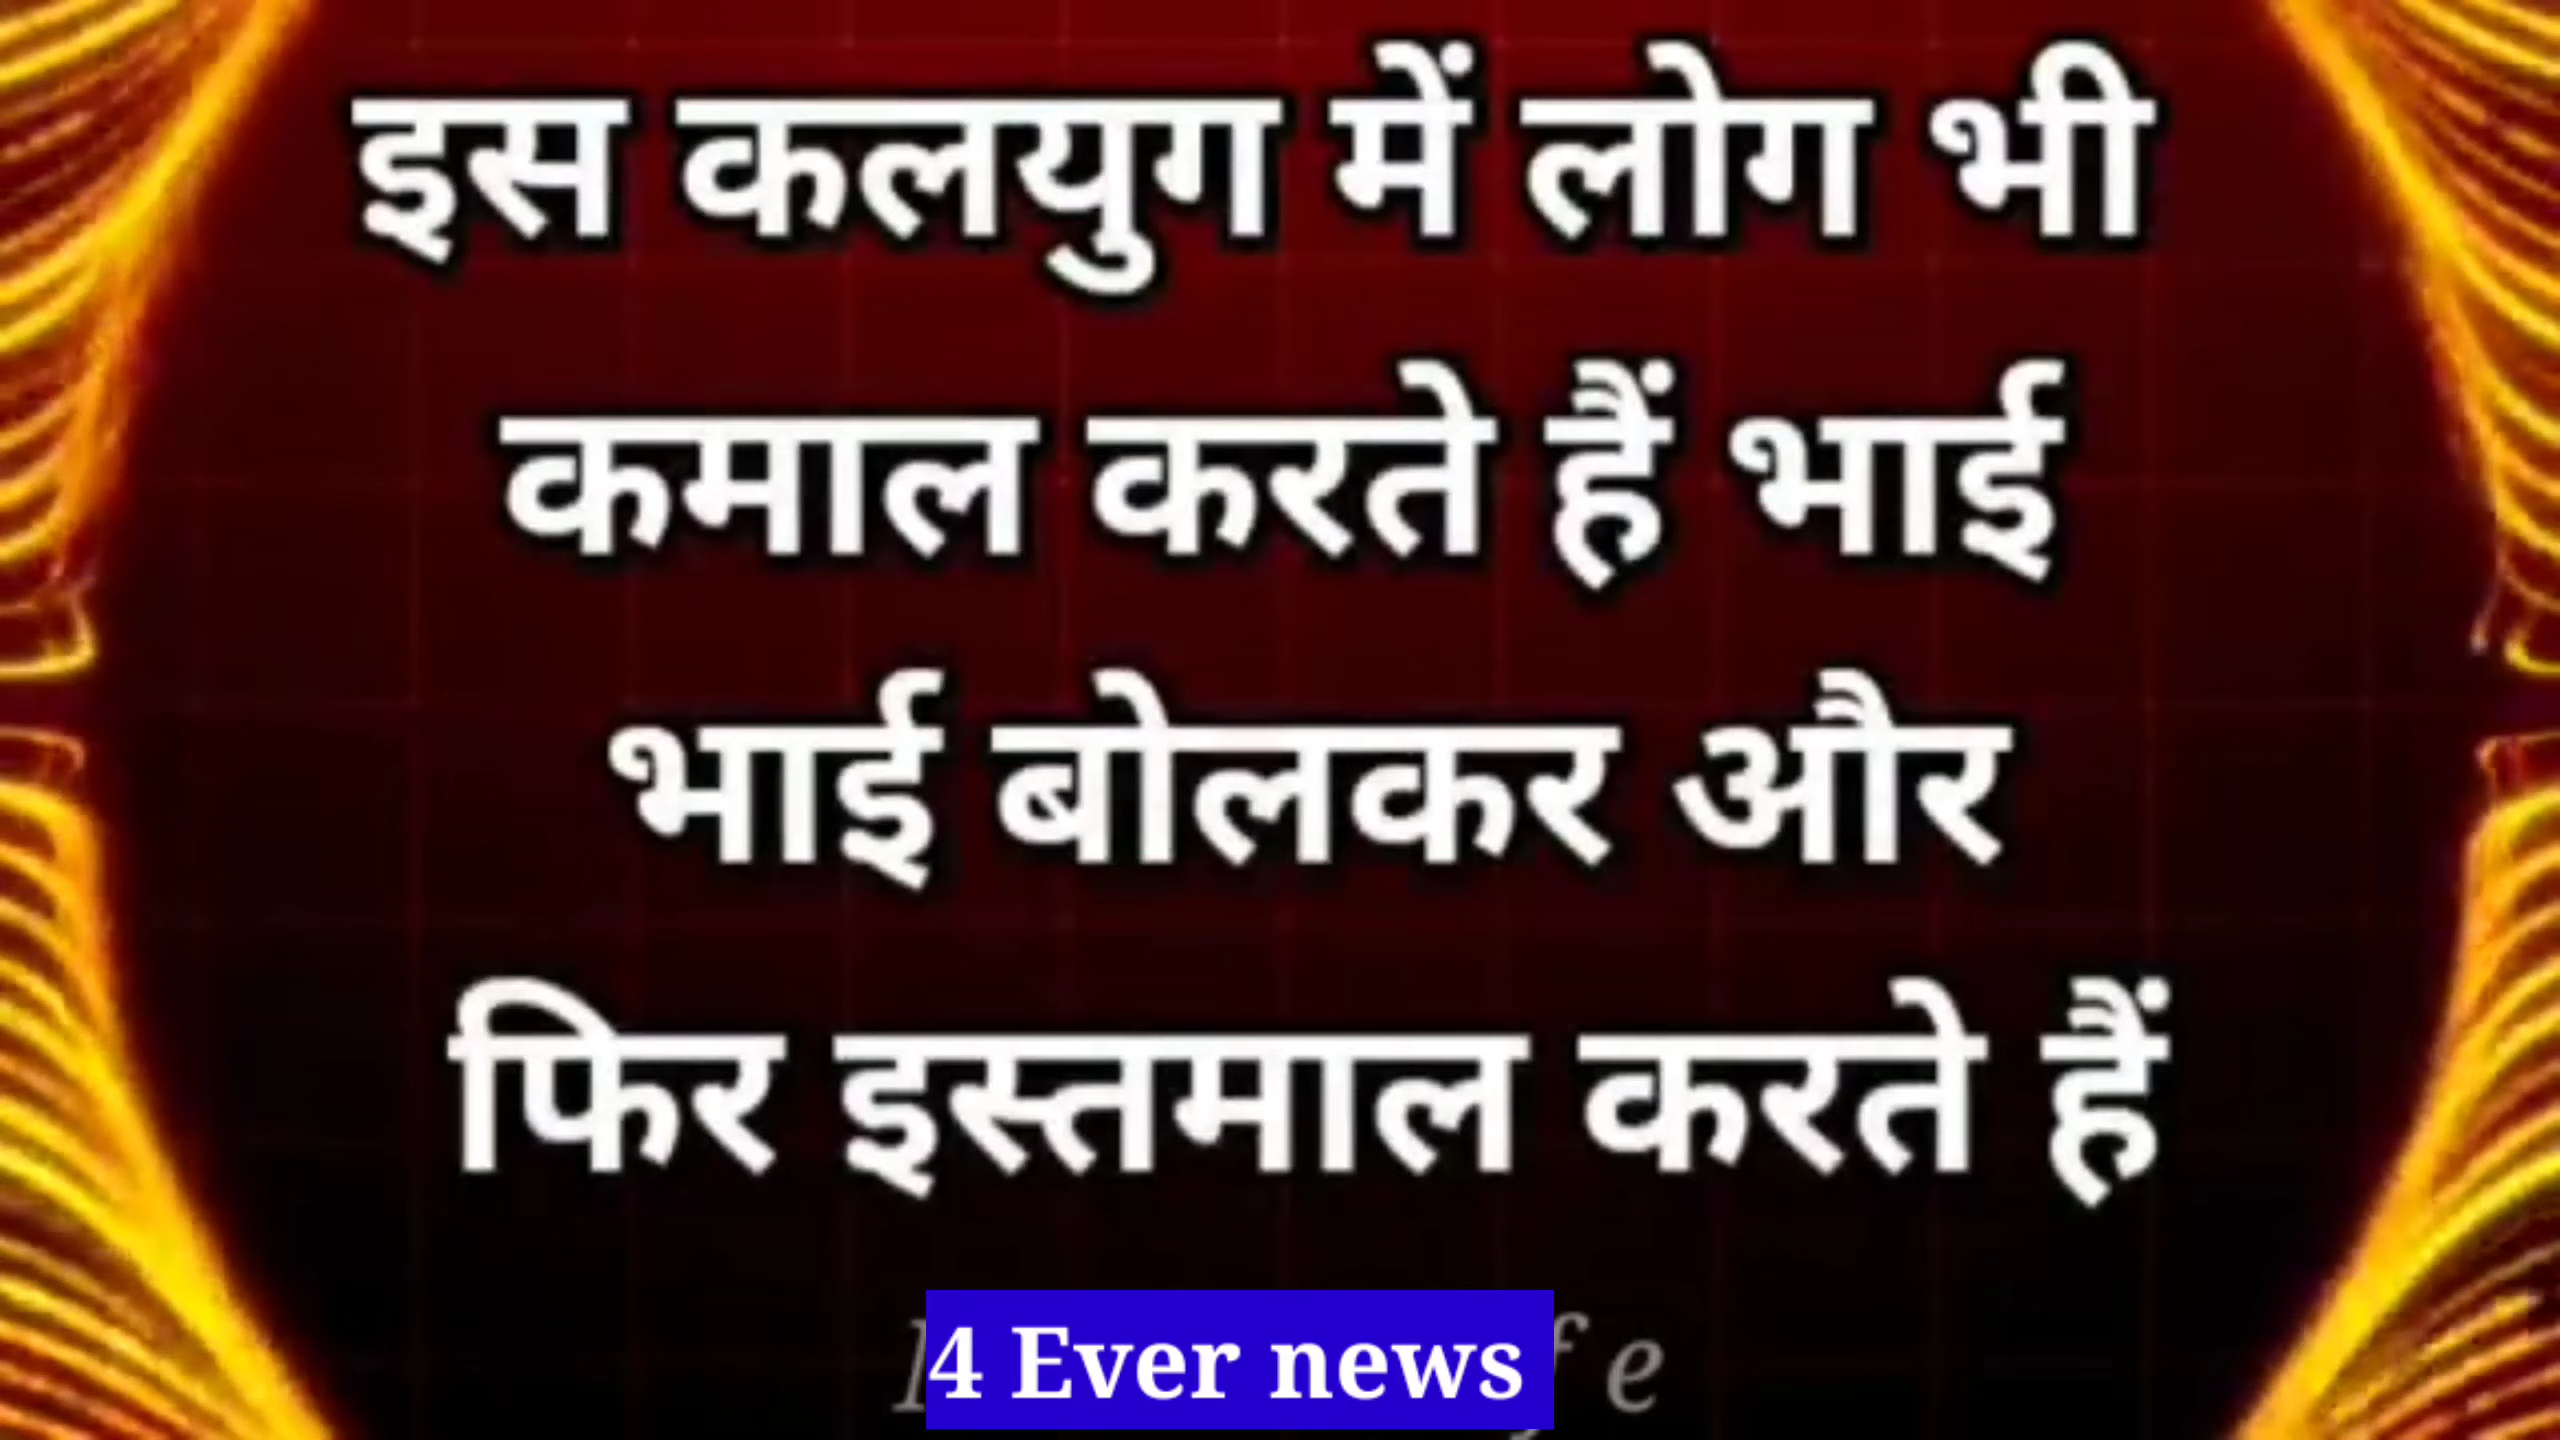 इस कलयुग में लोग भी
कमाल करते हैं भाई
भाई बोलकर और
फिर इस्तमाल करते हैं
4 Ever news